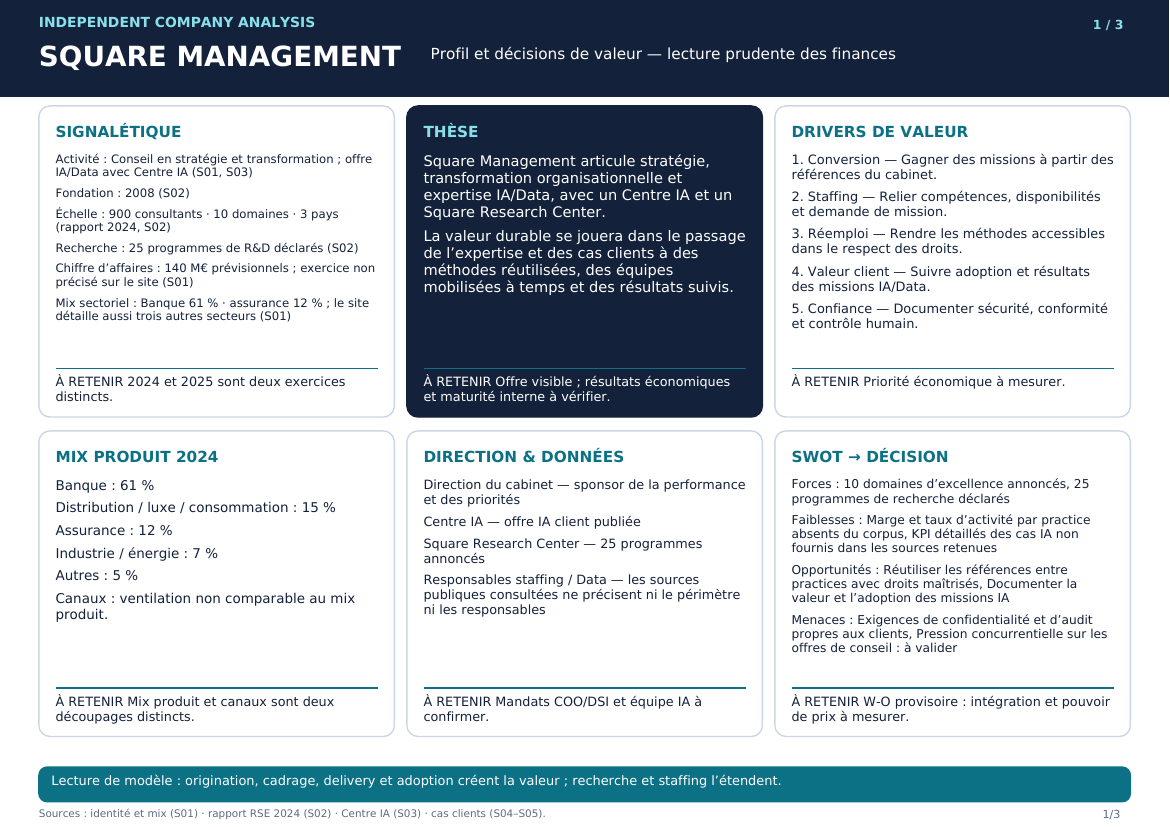 INDEPENDENT COMPANY ANALYSIS
1 / 3
SQUARE MANAGEMENT
Profil et décisions de valeur — lecture prudente des finances
SIGNALÉTIQUE
Activité : Conseil en stratégie et transformation ; offre
IA/Data avec Centre IA (S01, S03)
Fondation : 2008 (S02)
Échelle : 900 consultants · 10 domaines · 3 pays
(rapport 2024, S02)
Recherche : 25 programmes de R&D déclarés (S02)
Chiffre d’affaires : 140 M€ prévisionnels ; exercice non
précisé sur le site (S01)
Mix sectoriel : Banque 61 % · assurance 12 % ; le site
détaille aussi trois autres secteurs (S01)
À RETENIR 2024 et 2025 sont deux exercices
distincts.
THÈSE
Square Management articule stratégie,
transformation organisationnelle et
expertise IA/Data, avec un Centre IA et un
Square Research Center.
La valeur durable se jouera dans le passage
de l’expertise et des cas clients à des
méthodes réutilisées, des équipes
mobilisées à temps et des résultats suivis.
À RETENIR Offre visible ; résultats économiques
et maturité interne à vérifier.
DRIVERS DE VALEUR
1. Conversion — Gagner des missions à partir des
références du cabinet.
2. Staffing — Relier compétences, disponibilités
et demande de mission.
3. Réemploi — Rendre les méthodes accessibles
dans le respect des droits.
4. Valeur client — Suivre adoption et résultats
des missions IA/Data.
5. Confiance — Documenter sécurité, conformité
et contrôle humain.
À RETENIR Priorité économique à mesurer.
MIX PRODUIT 2024
Banque : 61 %
Distribution / luxe / consommation : 15 %
Assurance : 12 %
Industrie / énergie : 7 %
Autres : 5 %
Canaux : ventilation non comparable au mix
produit.
À RETENIR Mix produit et canaux sont deux
découpages distincts.
DIRECTION & DONNÉES
Direction du cabinet — sponsor de la performance
et des priorités
Centre IA — offre IA client publiée
Square Research Center — 25 programmes
annoncés
Responsables staffing / Data — les sources
publiques consultées ne précisent ni le périmètre
ni les responsables
À RETENIR Mandats COO/DSI et équipe IA à
confirmer.
SWOT → DÉCISION
Forces : 10 domaines d’excellence annoncés, 25
programmes de recherche déclarés
Faiblesses : Marge et taux d’activité par practice
absents du corpus, KPI détaillés des cas IA non
fournis dans les sources retenues
Opportunités : Réutiliser les références entre
practices avec droits maîtrisés, Documenter la
valeur et l’adoption des missions IA
Menaces : Exigences de confidentialité et d’audit
propres aux clients, Pression concurrentielle sur les
offres de conseil : à valider
À RETENIR W-O provisoire : intégration et pouvoir
de prix à mesurer.
Lecture de modèle : origination, cadrage, delivery et adoption créent la valeur ; recherche et staffing l’étendent.
Sources : identité et mix (S01) · rapport RSE 2024 (S02) · Centre IA (S03) · cas clients (S04–S05).
1/3